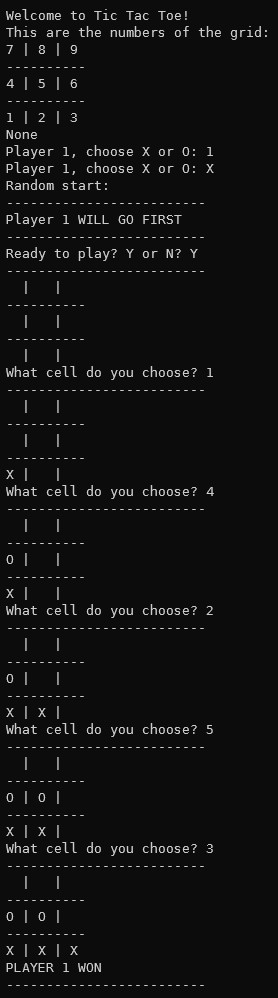 Welcome to Tic Tac Toe!
This are the numbers of the grid:
7 | 8 | 9
----------
4 | 5 | 6
----------
1 | 2 | 3
None
Player 1, choose X or O: 1
Player 1, choose X or O: X
Random start:
-------------------------
Player 1 WILL GO FIRST
-------------------------
Ready to play? Y or N? Y
-------------------------
  |   |
----------
  |   |
----------
  |   |
What cell do you choose? 1
-------------------------
  |   |
----------
  |   |
----------
X |   |
What cell do you choose? 4
-------------------------
  |   |
----------
O |   |
----------
X |   |
What cell do you choose? 2
-------------------------
  |   |
----------
O |   |
----------
X | X |
What cell do you choose? 5
-------------------------
  |   |
----------
O | O |
----------
X | X |
What cell do you choose? 3
-------------------------
  |   |
----------
O | O |
----------
X | X | X
PLAYER 1 WON
-------------------------